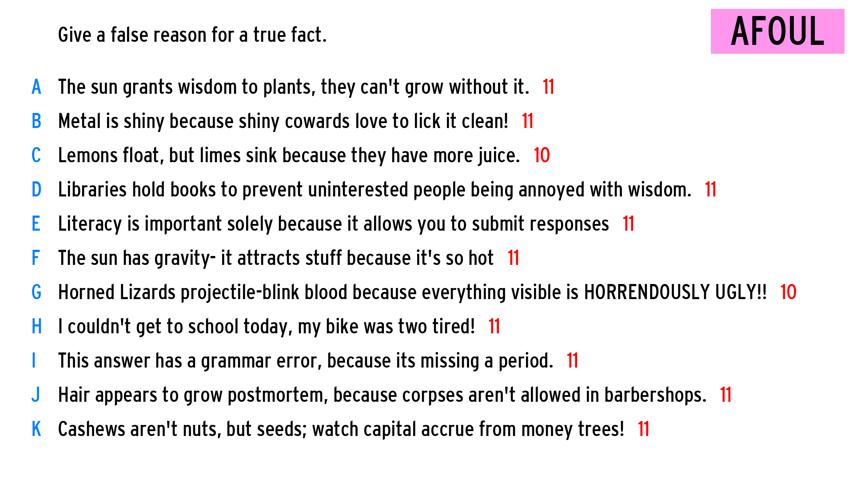 Give a false reason for a true fact.
AFOUL
A The sun grants wisdom to plants, they can't grow without it. 11
B Metal is shiny because shiny cowards love to lick it clean! 11
C Lemons float, but limes sink because they have more juice. 10
D Libraries hold books to prevent uninterested people being annoyed with wisdom. 11
E Literacy is important solely because it allows you to submit responses 11
F The sun has gravity- it attracts stuff because it's so hot 11
G Horned Lizards projectile-blink blood because everything visible is HORRENDOUSLY UGLY!! 10
H I couldn't get to school today, my bike was two tired! 11
I This answer has a grammar error, because its missing a period. 11
J Hair appears to grow postmortem, because corpses aren't allowed in barbershops. 11
K Cashews aren't nuts, but seeds; watch capital accrue from money trees! 11